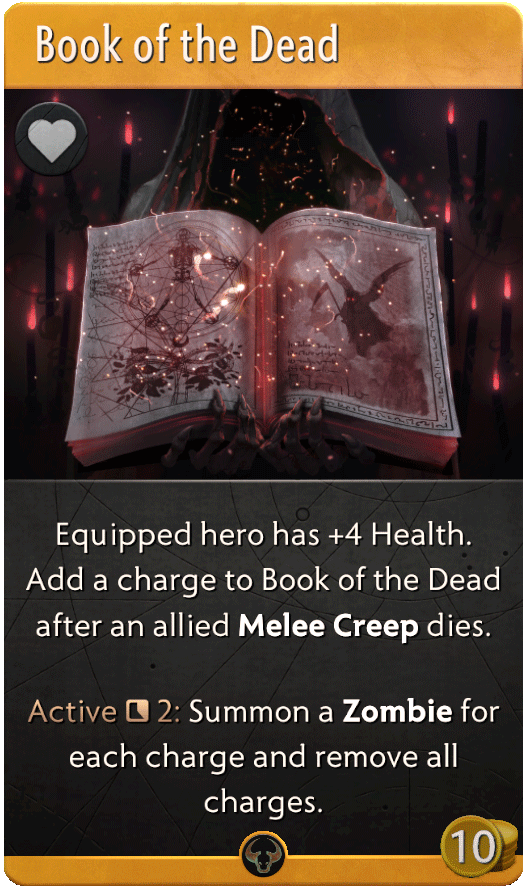 Book of the Dead
Equipped hero has +4 Health.
Add a charge to Book of the Dead
after an allied Melee Creep dies.
Active 2: Summon a Zombie for
each charge and remove all
charges.
10